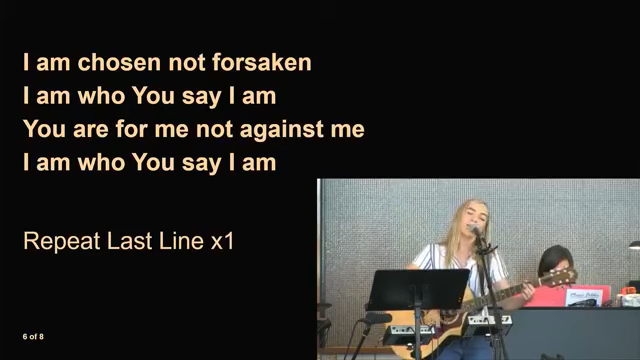 I am chosen not forsaken
I am who You say I am
You are for me not against me
I am who You say I am
Repeat Last Line x1
6 of 8